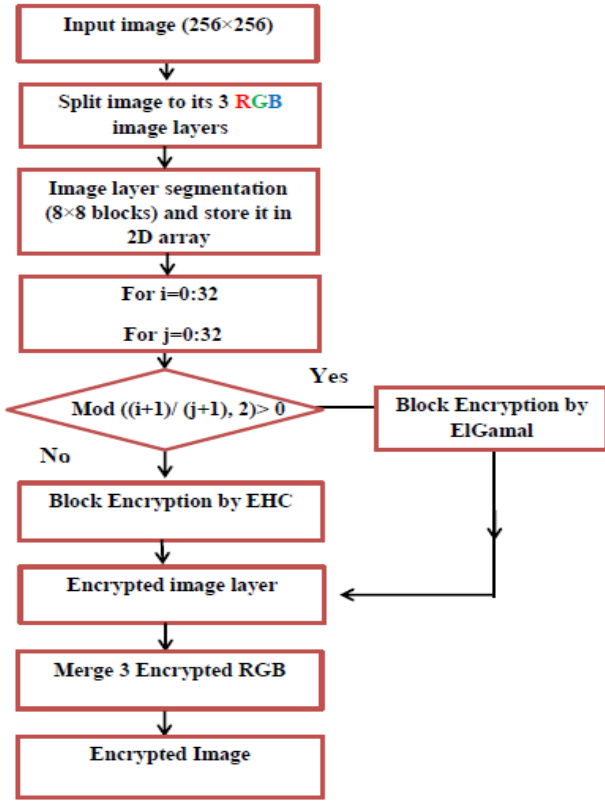 Input image (256×256)
Split image to its 3 RGB
image layers
Image layer segmentation
(8×8 blocks) and store it in
2D array
For i=0:32
For j=0:32
Mod ((i+1)/ (j+1), 2)> 0
Yes
Block Encryption by
ElGamal
No
Block Encryption by EHC
Encrypted image layer
Merge 3 Encrypted RGB
Encrypted Image